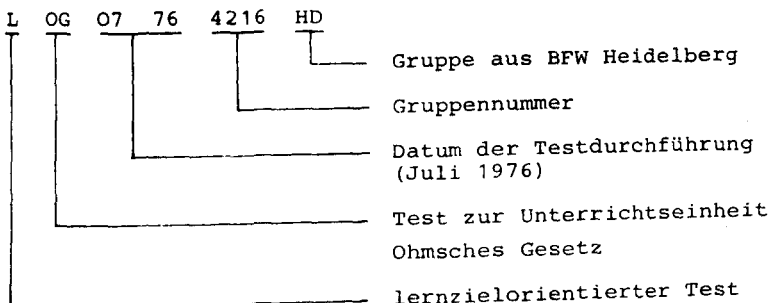 L OG 07 76 4216 HD
Gruppe aus BFW Heidelberg
Gruppennummer
Datum der Testdurchführung
(Juli 1976)
Test zur Unterrichtseinheit
Ohmsches Gesetz
lernzielorientierter Test